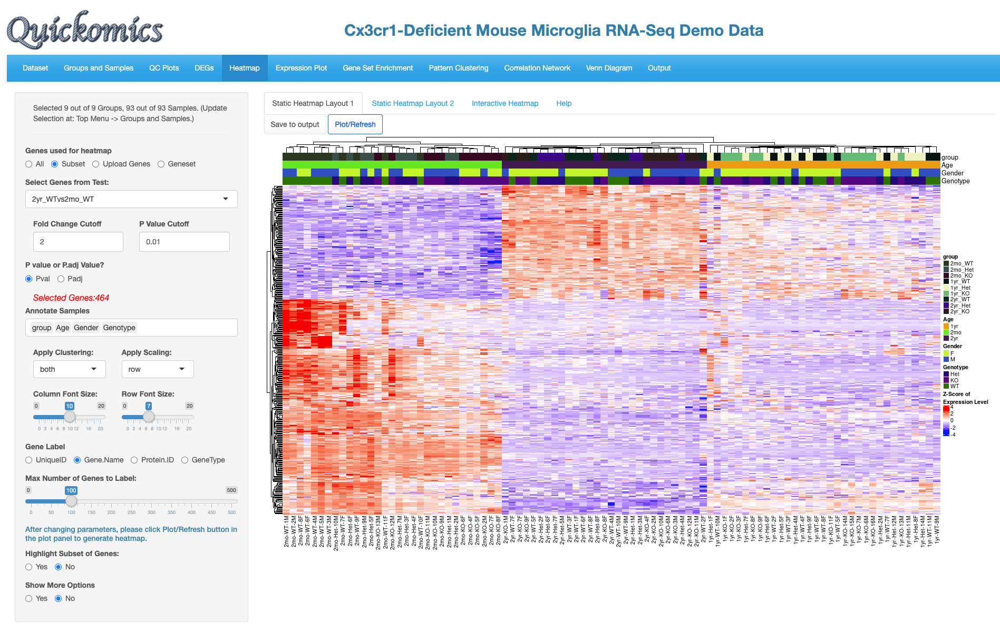 Quickomics
Cx3cr1-Deficient Mouse Microglia RNA-Seq Demo Data
Dataset Groups and Samples QC Plots DEGs Heatmap Expression Plot Gene Set Enrichment Pattern Clustering Correlation Network Venn Diagram Output
Selected 9 out of 9 Groups, 93 out of 93 Samples. (Update
Selection at: Top Menu -> Groups and Samples.)
Genes used for heatmap
All Subset Upload Genes Geneset
Select Genes from Test:
2yr_WTvs2mo_WT
Fold Change Cutoff P Value Cutoff
2 0.01
P value or P.adj Value?
Pval Padj
Selected Genes:464
Annotate Samples
group Age Gender Genotype
Apply Clustering: Apply Scaling:
both row
Column Font Size: Row Font Size:
0 10 20 0 7 20
0 2 4 6 8 10 12 16 20 0 2 4 6 8 10 12 16 20
Gene Label
UniqueID Gene.Name Protein.ID GeneType
Max Number of Genes to Label:
0 100 500
0 50 100 150 200 250 300 350 400 450 500
After changing parameters, please click Plot/Refresh button in
the plot panel to generate heatmap.
Highlight Subset of Genes:
Yes No
Show More Options
Yes No
Static Heatmap Layout 1 Static Heatmap Layout 2 Interactive Heatmap Help
Save to output Plot/Refresh
group
Age
Gender
Genotype
group
2mo_WT
2mo_Het
2mo_KO
1yr_WT
1yr_Het
1yr_KO
2yr_WT
2yr_Het
2yr_KO
Age
1yr
2mo
2yr
Gender
F
M
Genotype
Het
KO
WT
Z-Score of
Expression Level
4
2
0
-2
-4
2mo-WT-1M
2mo-WT-2M
2mo-WT-8F
2mo-WT-6F
2mo-WT-4M
2mo-WT-5M
2mo-WT-3M
2mo-Het-10M
2mo-WT-7F
2mo-Het-6F
2mo-WT-9F
2mo-Het-9M
2mo-Het-5F
2mo-KO-13M
2mo-WT-11F
2mo-KO-12M
2mo-Het-7M
2mo-Het-3F
2mo-Het-4F
2mo-WT-10F
2mo-KO-11M
2mo-KO-10M
2mo-KO-9M
2mo-Het-1M
2mo-Het-2M
2mo-KO-6F
2mo-KO-4F
2mo-KO-5F
2mo-KO-2M
2mo-KO-7F
2mo-KO-8F
2yr-KO-1M
2yr-WT-7F
2yr-KO-7F
2yr-KO-9F
2yr-WT-5F
2yr-Het-2F
2yr-Het-6F
2yr-Het-7F
2yr-Het-5M
2yr-WT-3F
2yr-WT-1F
2yr-WT-6F
2yr-WT-8F
2yr-Het-8F
2yr-KO-8F
2yr-WT-4M
2yr-WT-10M
2yr-WT-9M
2yr-Het-1M
2yr-Het-3M
2yr-KO-4F
2yr-KO-2M
2yr-KO-10M
2yr-KO-6M
2yr-KO-3M
2yr-Het-4M
2yr-KO-12M
2yr-KO-11M
2yr-WT-2F
1yr-Het-1F
1yr-WT-10M
1yr-KO-1F
1yr-KO-2F
1yr-KO-3F
1yr-Het-7F
1yr-KO-8F
1yr-KO-9F
1yr-Het-6F
1yr-WT-2F
1yr-Het-5F
1yr-WT-3F
1yr-Het-4M
1yr-WT-4F
1yr-Het-9F
1yr-WT-6F
1yr-WT-8F
1yr-KO-11F
1yr-WT-5F
1yr-KO-14M
1yr-KO-15M
1yr-KO-7M
1yr-KO-6M
1yr-KO-16M
1yr-Het-2M
1yr-WT-7F
1yr-Het-12M
1yr-KO-13M
1yr-Het-11M
1yr-Het-8F
1yr-Het-14M
1yr-WT-11M
1yr-WT-9M